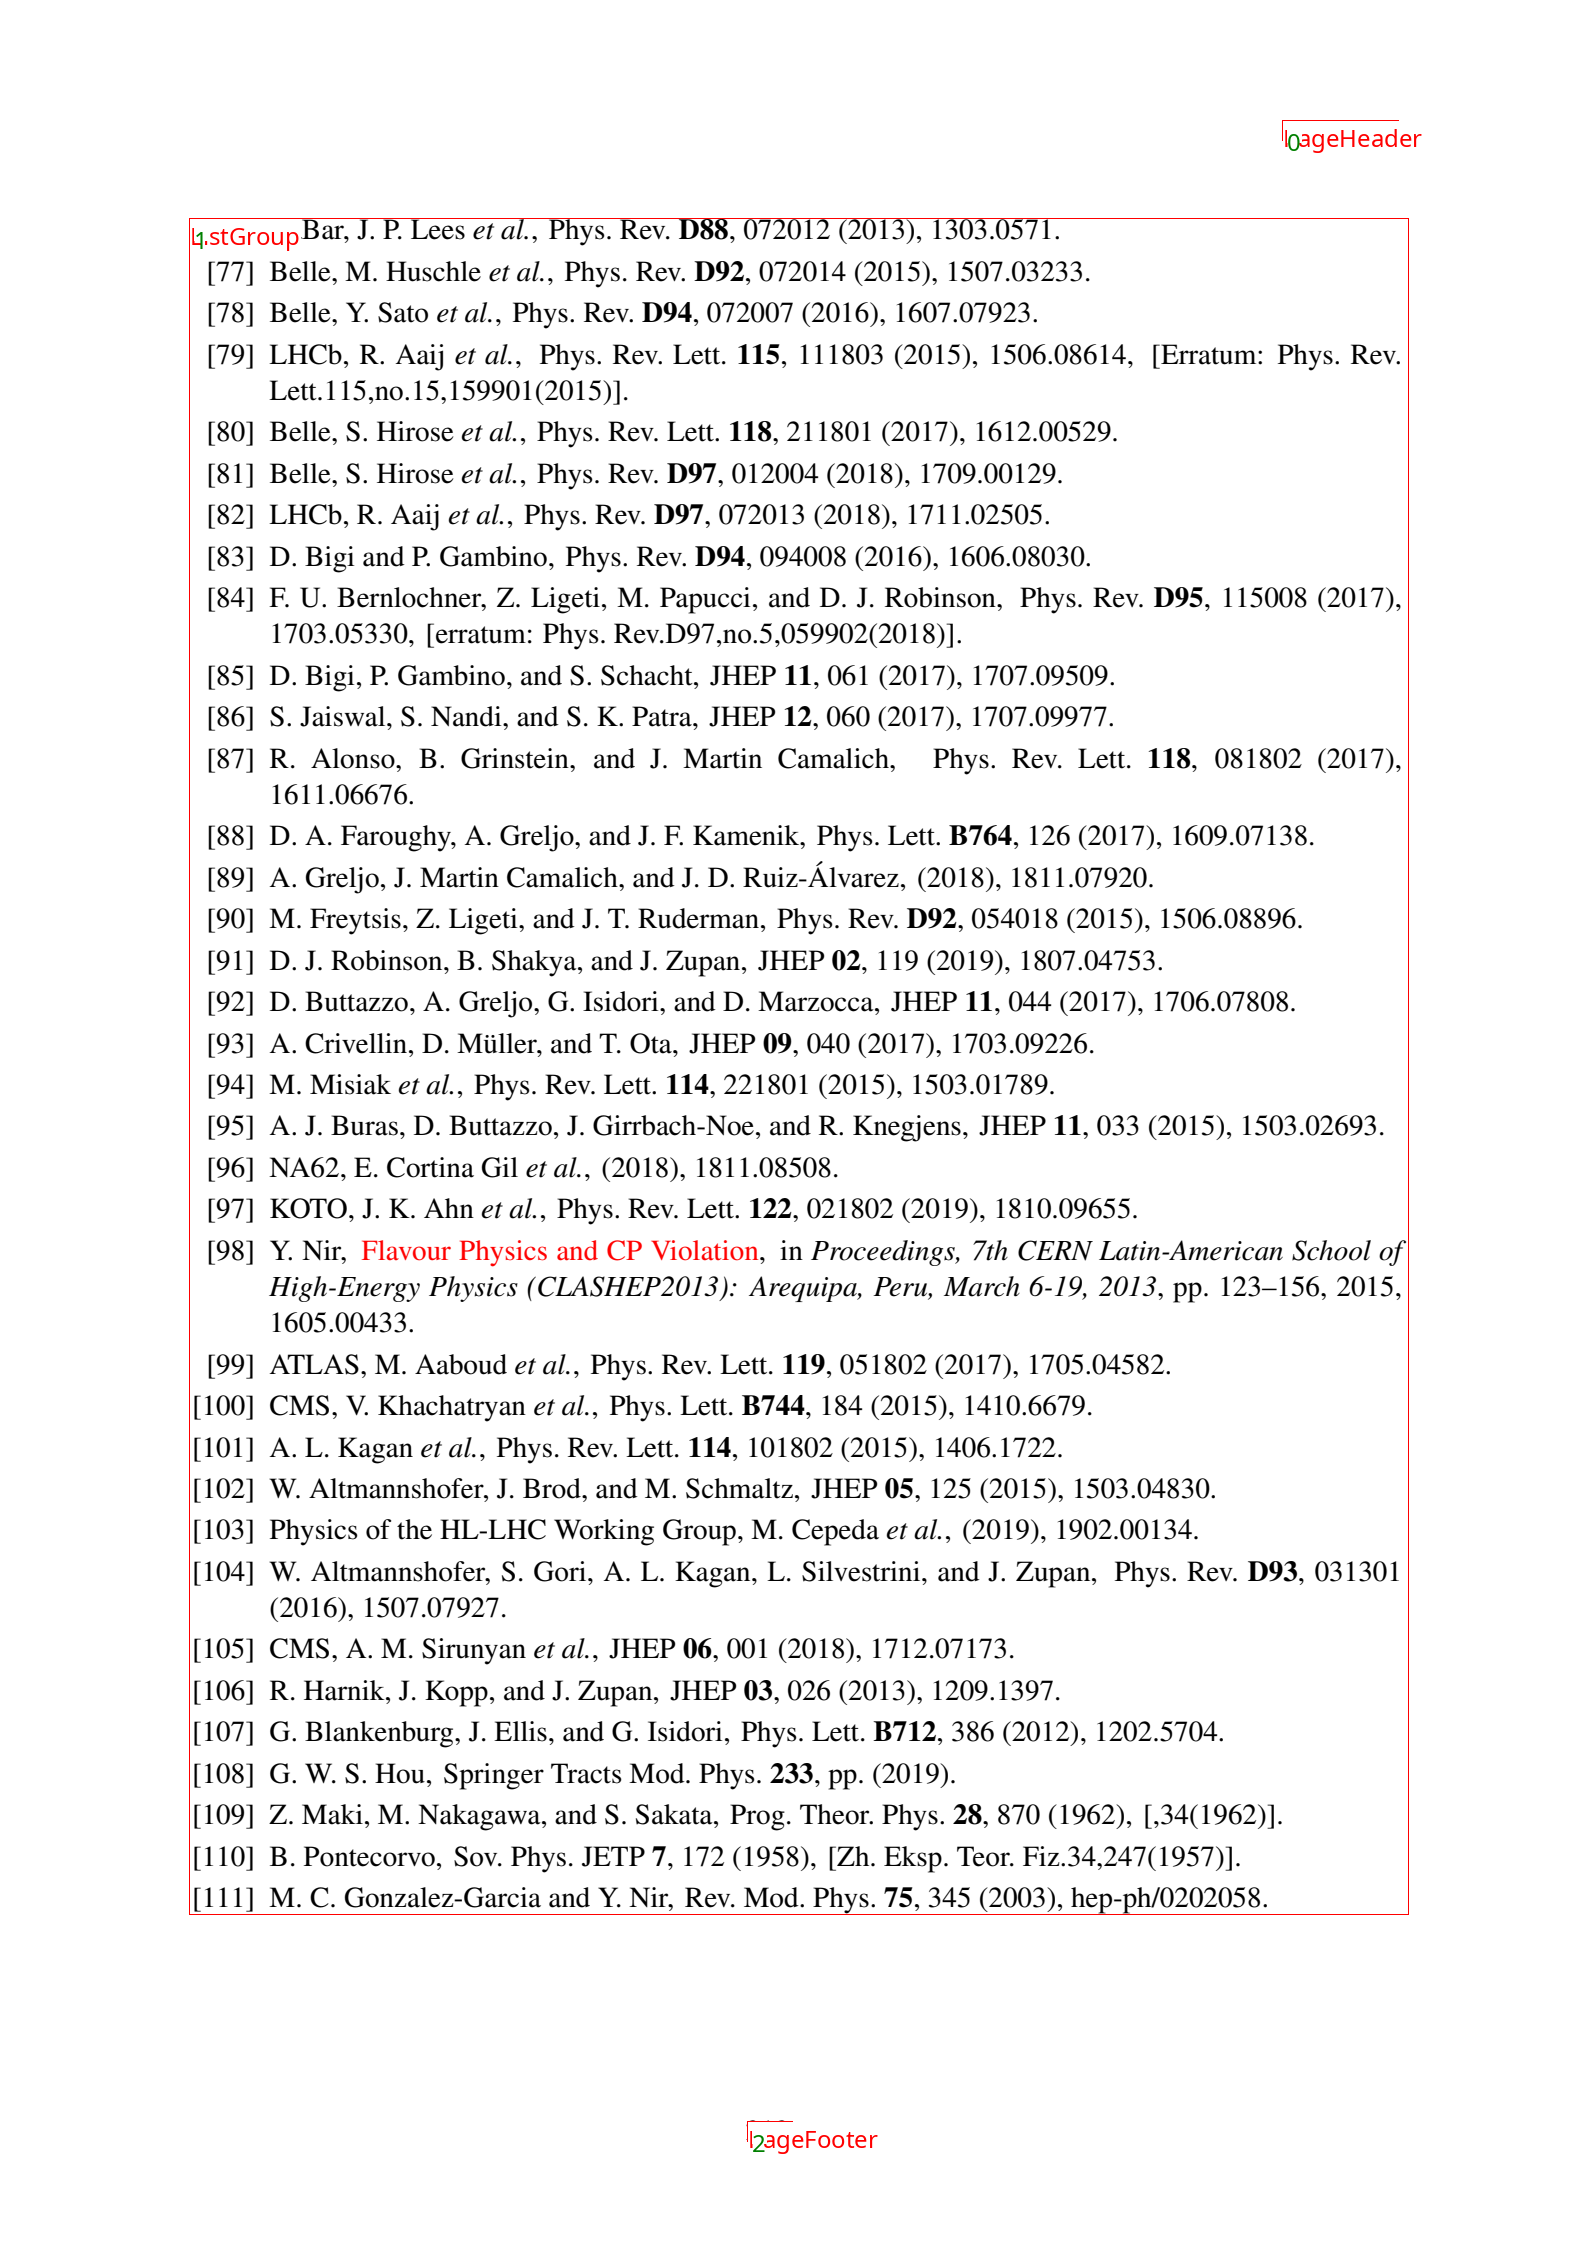 ageHeader
0
stGroup Bar, J. P. Lees et al., Phys. Rev. D88, 072012 (2013), 1303.0571.
1
[77] Belle, M. Huschle et al., Phys. Rev. D92, 072014 (2015), 1507.03233.
[78] Belle, Y. Sato et al., Phys. Rev. D94, 072007 (2016), 1607.07923.
[79] LHCb, R. Aaij et al., Phys. Rev. Lett. 115, 111803 (2015), 1506.08614, [Erratum: Phys. Rev.
Lett.115,no.15,159901(2015)].
[80] Belle, S. Hirose et al., Phys. Rev. Lett. 118, 211801 (2017), 1612.00529.
[81] Belle, S. Hirose et al., Phys. Rev. D97, 012004 (2018), 1709.00129.
[82] LHCb, R. Aaij et al., Phys. Rev. D97, 072013 (2018), 1711.02505.
[83] D. Bigi and P. Gambino, Phys. Rev. D94, 094008 (2016), 1606.08030.
[84] F. U. Bernlochner, Z. Ligeti, M. Papucci, and D. J. Robinson, Phys. Rev. D95, 115008 (2017),
1703.05330, [erratum: Phys. Rev.D97,no.5,059902(2018)].
[85] D. Bigi, P. Gambino, and S. Schacht, JHEP 11, 061 (2017), 1707.09509.
[86] S. Jaiswal, S. Nandi, and S. K. Patra, JHEP 12, 060 (2017), 1707.09977.
[87] R. Alonso, B. Grinstein, and J. Martin Camalich, Phys. Rev. Lett. 118, 081802 (2017),
1611.06676.
[88] D. A. Faroughy, A. Greljo, and J. F. Kamenik, Phys. Lett. B764, 126 (2017), 1609.07138.
[89] A. Greljo, J. Martin Camalich, and J. D. Ruiz-Álvarez, (2018), 1811.07920.
[90] M. Freytsis, Z. Ligeti, and J. T. Ruderman, Phys. Rev. D92, 054018 (2015), 1506.08896.
[91] D. J. Robinson, B. Shakya, and J. Zupan, JHEP 02, 119 (2019), 1807.04753.
[92] D. Buttazzo, A. Greljo, G. Isidori, and D. Marzocca, JHEP 11, 044 (2017), 1706.07808.
[93] A. Crivellin, D. Müller, and T. Ota, JHEP 09, 040 (2017), 1703.09226.
[94] M. Misiak et al., Phys. Rev. Lett. 114, 221801 (2015), 1503.01789.
[95] A. J. Buras, D. Buttazzo, J. Girrbach-Noe, and R. Knegjens, JHEP 11, 033 (2015), 1503.02693.
[96] NA62, E. Cortina Gil et al., (2018), 1811.08508.
[97] KOTO, J. K. Ahn et al., Phys. Rev. Lett. 122, 021802 (2019), 1810.09655.
[98] Y. Nir, Flavour Physics and CP Violation, in Proceedings, 7th CERN Latin-American School of
High-Energy Physics (CLASHEP2013): Arequipa, Peru, March 6-19, 2013, pp. 123–156, 2015,
1605.00433.
[99] ATLAS, M. Aaboud et al., Phys. Rev. Lett. 119, 051802 (2017), 1705.04582.
[100] CMS, V. Khachatryan et al., Phys. Lett. B744, 184 (2015), 1410.6679.
[101] A. L. Kagan et al., Phys. Rev. Lett. 114, 101802 (2015), 1406.1722.
[102] W. Altmannshofer, J. Brod, and M. Schmaltz, JHEP 05, 125 (2015), 1503.04830.
[103] Physics of the HL-LHC Working Group, M. Cepeda et al., (2019), 1902.00134.
[104] W. Altmannshofer, S. Gori, A. L. Kagan, L. Silvestrini, and J. Zupan, Phys. Rev. D93, 031301
(2016), 1507.07927.
[105] CMS, A. M. Sirunyan et al., JHEP 06, 001 (2018), 1712.07173.
[106] R. Harnik, J. Kopp, and J. Zupan, JHEP 03, 026 (2013), 1209.1397.
[107] G. Blankenburg, J. Ellis, and G. Isidori, Phys. Lett. B712, 386 (2012), 1202.5704.
[108] G. W. S. Hou, Springer Tracts Mod. Phys. 233, pp. (2019).
[109] Z. Maki, M. Nakagawa, and S. Sakata, Prog. Theor. Phys. 28, 870 (1962), [,34(1962)].
[110] B. Pontecorvo, Sov. Phys. JETP 7, 172 (1958), [Zh. Eksp. Teor. Fiz.34,247(1957)].
[111] M. C. Gonzalez-Garcia and Y. Nir, Rev. Mod. Phys. 75, 345 (2003), hep-ph/0202058.
ageFooter
2